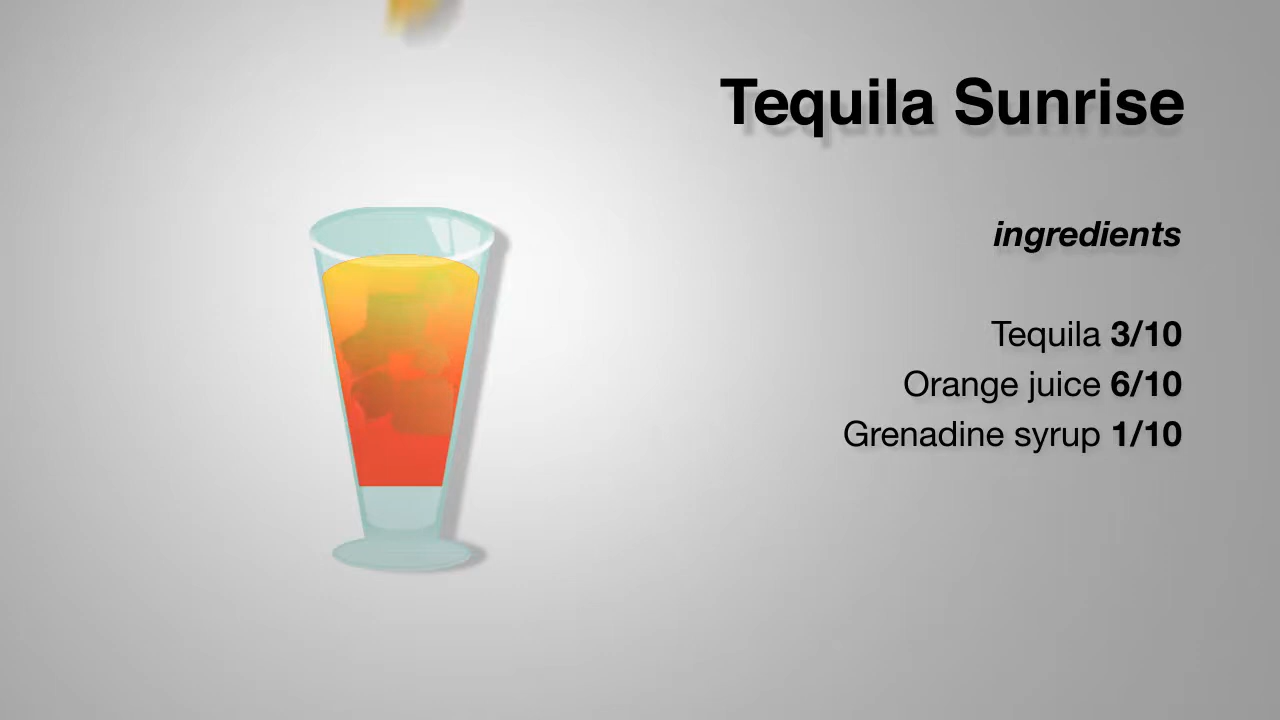 Tequila Sunrise
ingredients
Tequila 3/10
Orange juice 6/10
Grenadine syrup 1/10